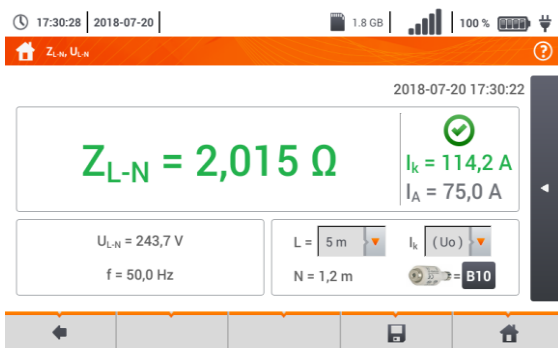 17:30:28 2018-07-20 1.8 GB 100 %
ZL-N, UL-N ?
2018-07-20 17:30:22
ZL-N = 2,015 Ω
Ik = 114,2 A
IA = 75,0 A
UL-N = 243,7 V
f = 50,0 Hz
L = 5 m Ik (Uo)
N = 1,2 m = B10